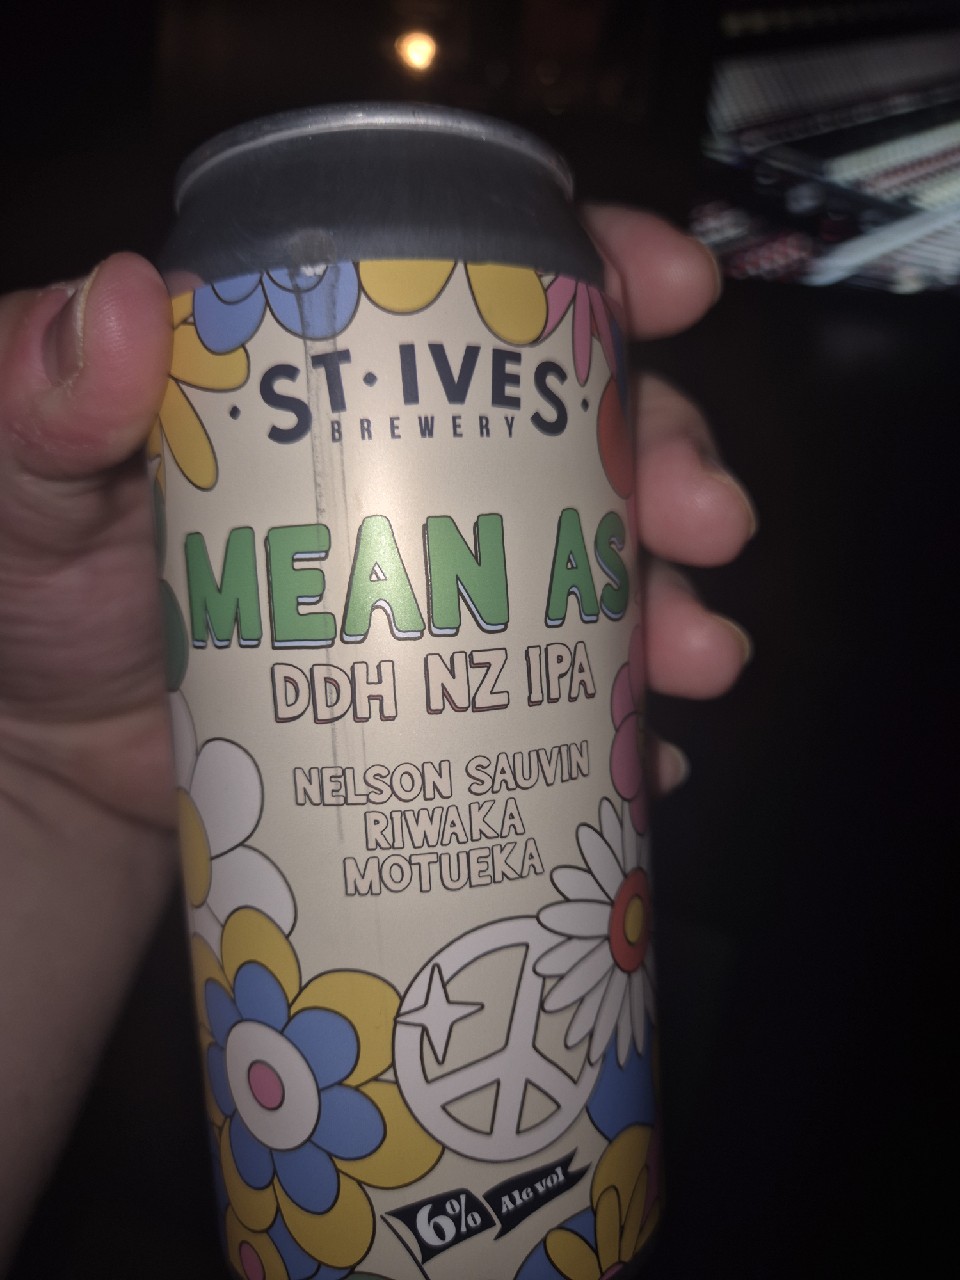 · ST · IVES ·
BREWERY
MEAN AS
DDH NZ IPA
NELSON SAUVIN
RIWAKA
MOTUEKA
6% Alc vol